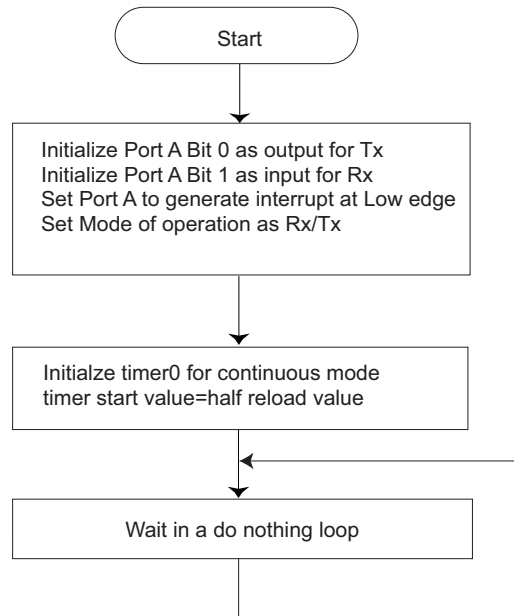 Start
Initialize Port A Bit 0 as output for Tx
Initialize Port A Bit 1 as input for Rx
Set Port A to generate interrupt at Low edge
Set Mode of operation as Rx/Tx
Initialze timer0 for continuous mode
timer start value=half reload value
Wait in a do nothing loop